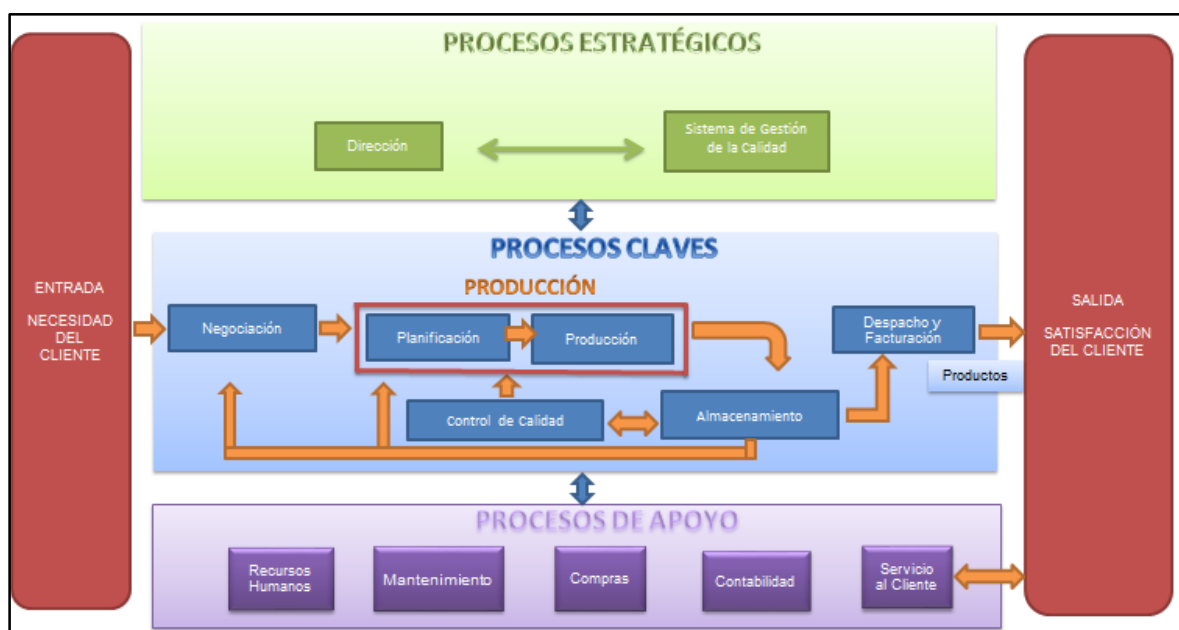 PROCESOS ESTRATÉGICOS
Dirección
Sistema de Gestión
de la Calidad
ENTRADA
NECESIDAD
DEL
CLIENTE
PROCESOS CLAVES
PRODUCCIÓN
Negociación
Planificación
Producción
Despacho y
Facturación
Productos
Control de Calidad
Almacenamiento
SALIDA
SATISFACCIÓN
DEL CLIENTE
PROCESOS DE APOYO
Recursos
Humanos
Mantenimiento
Compras
Contabilidad
Servicio
al Cliente